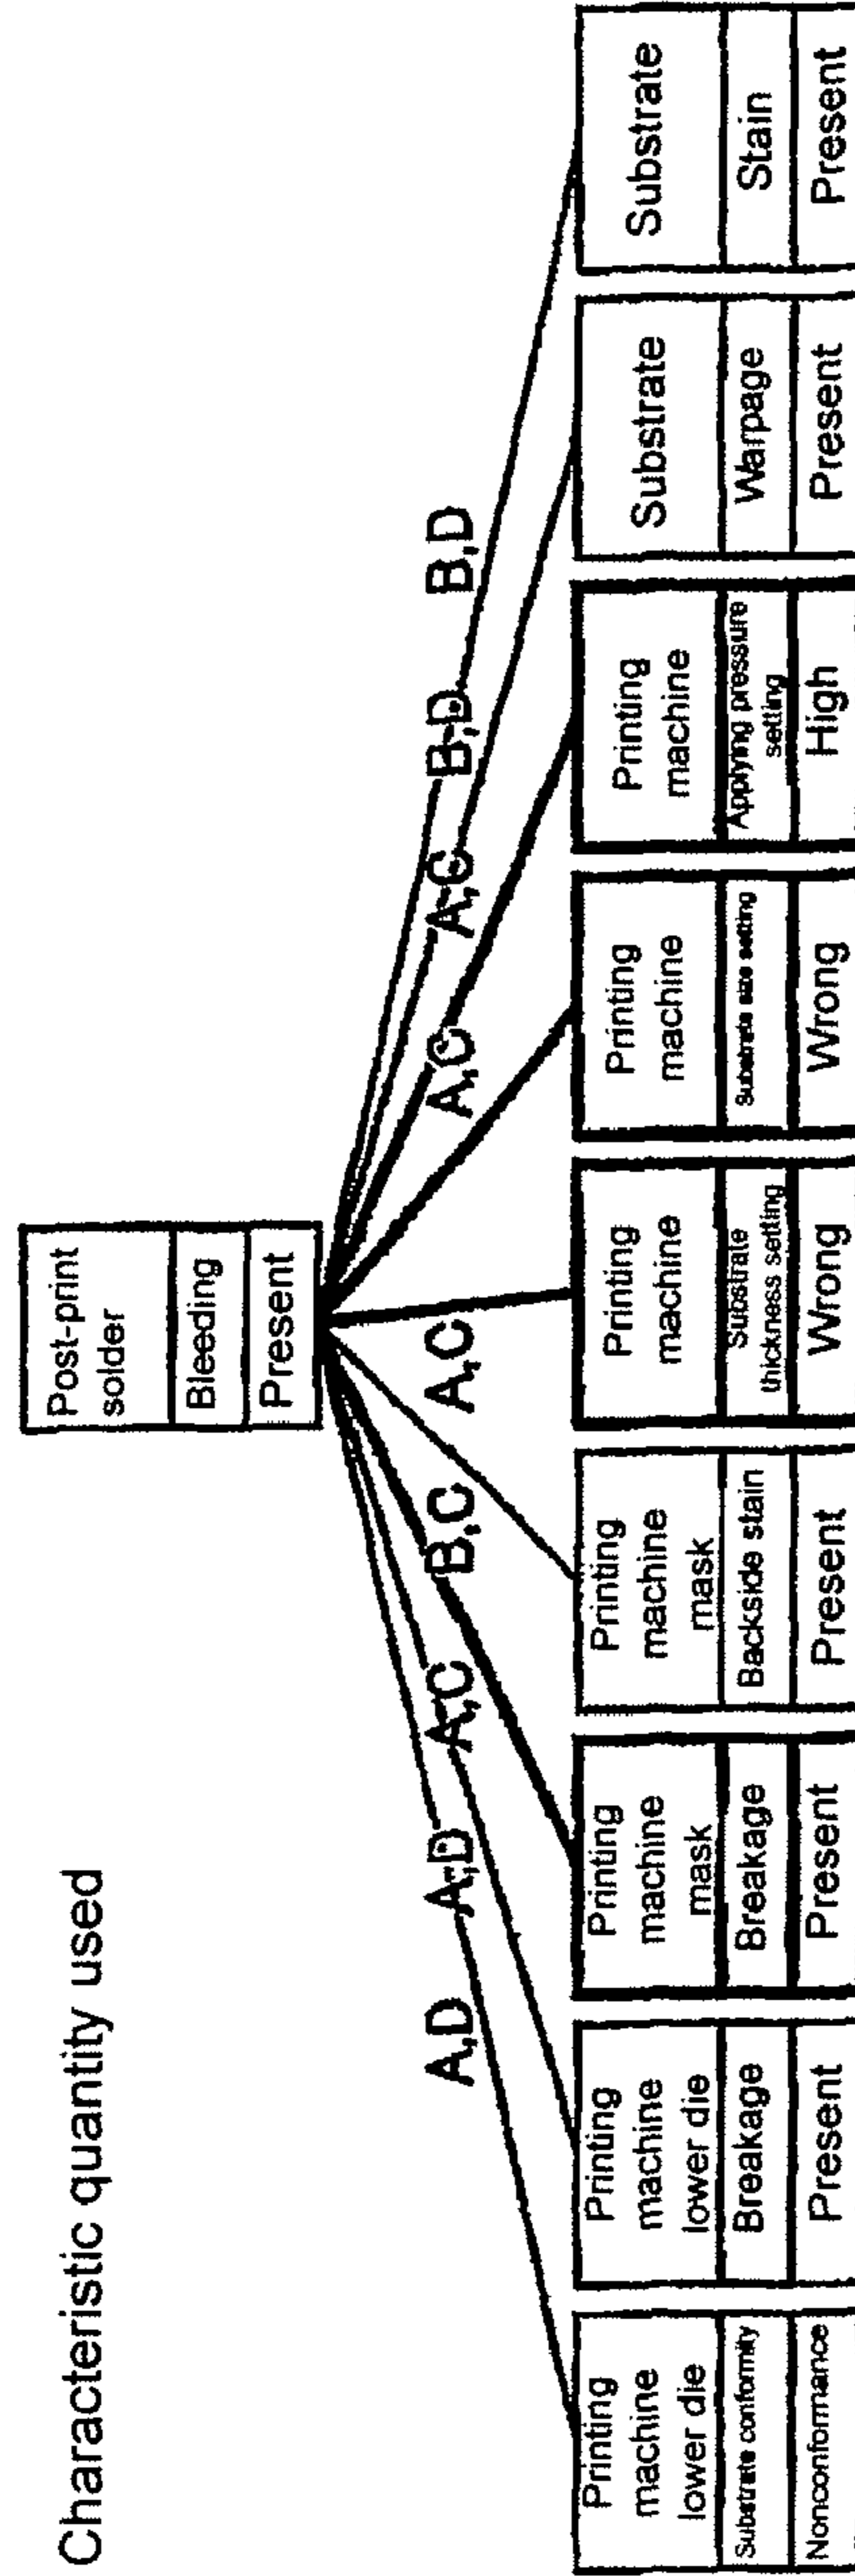 Characteristic quantity used
Post-print
solder
Bleeding
Present
A,D
A,D
A,C
B,C
A,C
A,C
A,C
B,D
B,D
Printing
machine
lower die
Substrate conformity
Nonconformance
Printing
machine
lower die
Breakage
Present
Printing
machine
mask
Breakage
Present
Printing
machine
mask
Backside stain
Present
Printing
machine
Substrate
thickness setting
Wrong
Printing
machine
Substrate size setting
Wrong
Printing
machine
Applying pressure
setting
High
Substrate
Warpage
Present
Substrate
Stain
Present